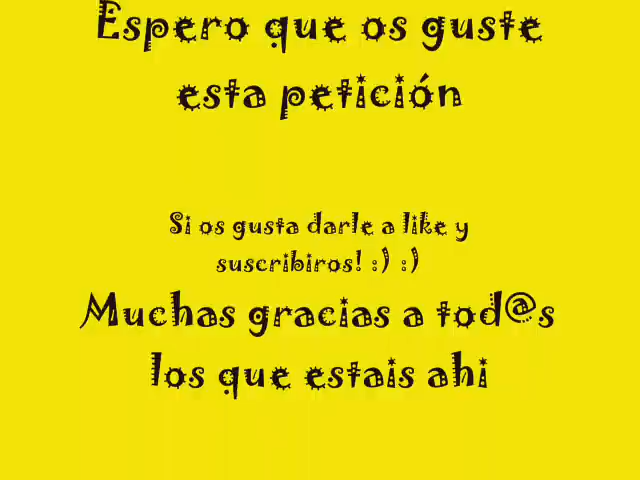 Espero que os guste
esta petición
Si os gusta darle a like y
suscribiros! :) :)
Muchas gracias a tod@s
los que estais ahi